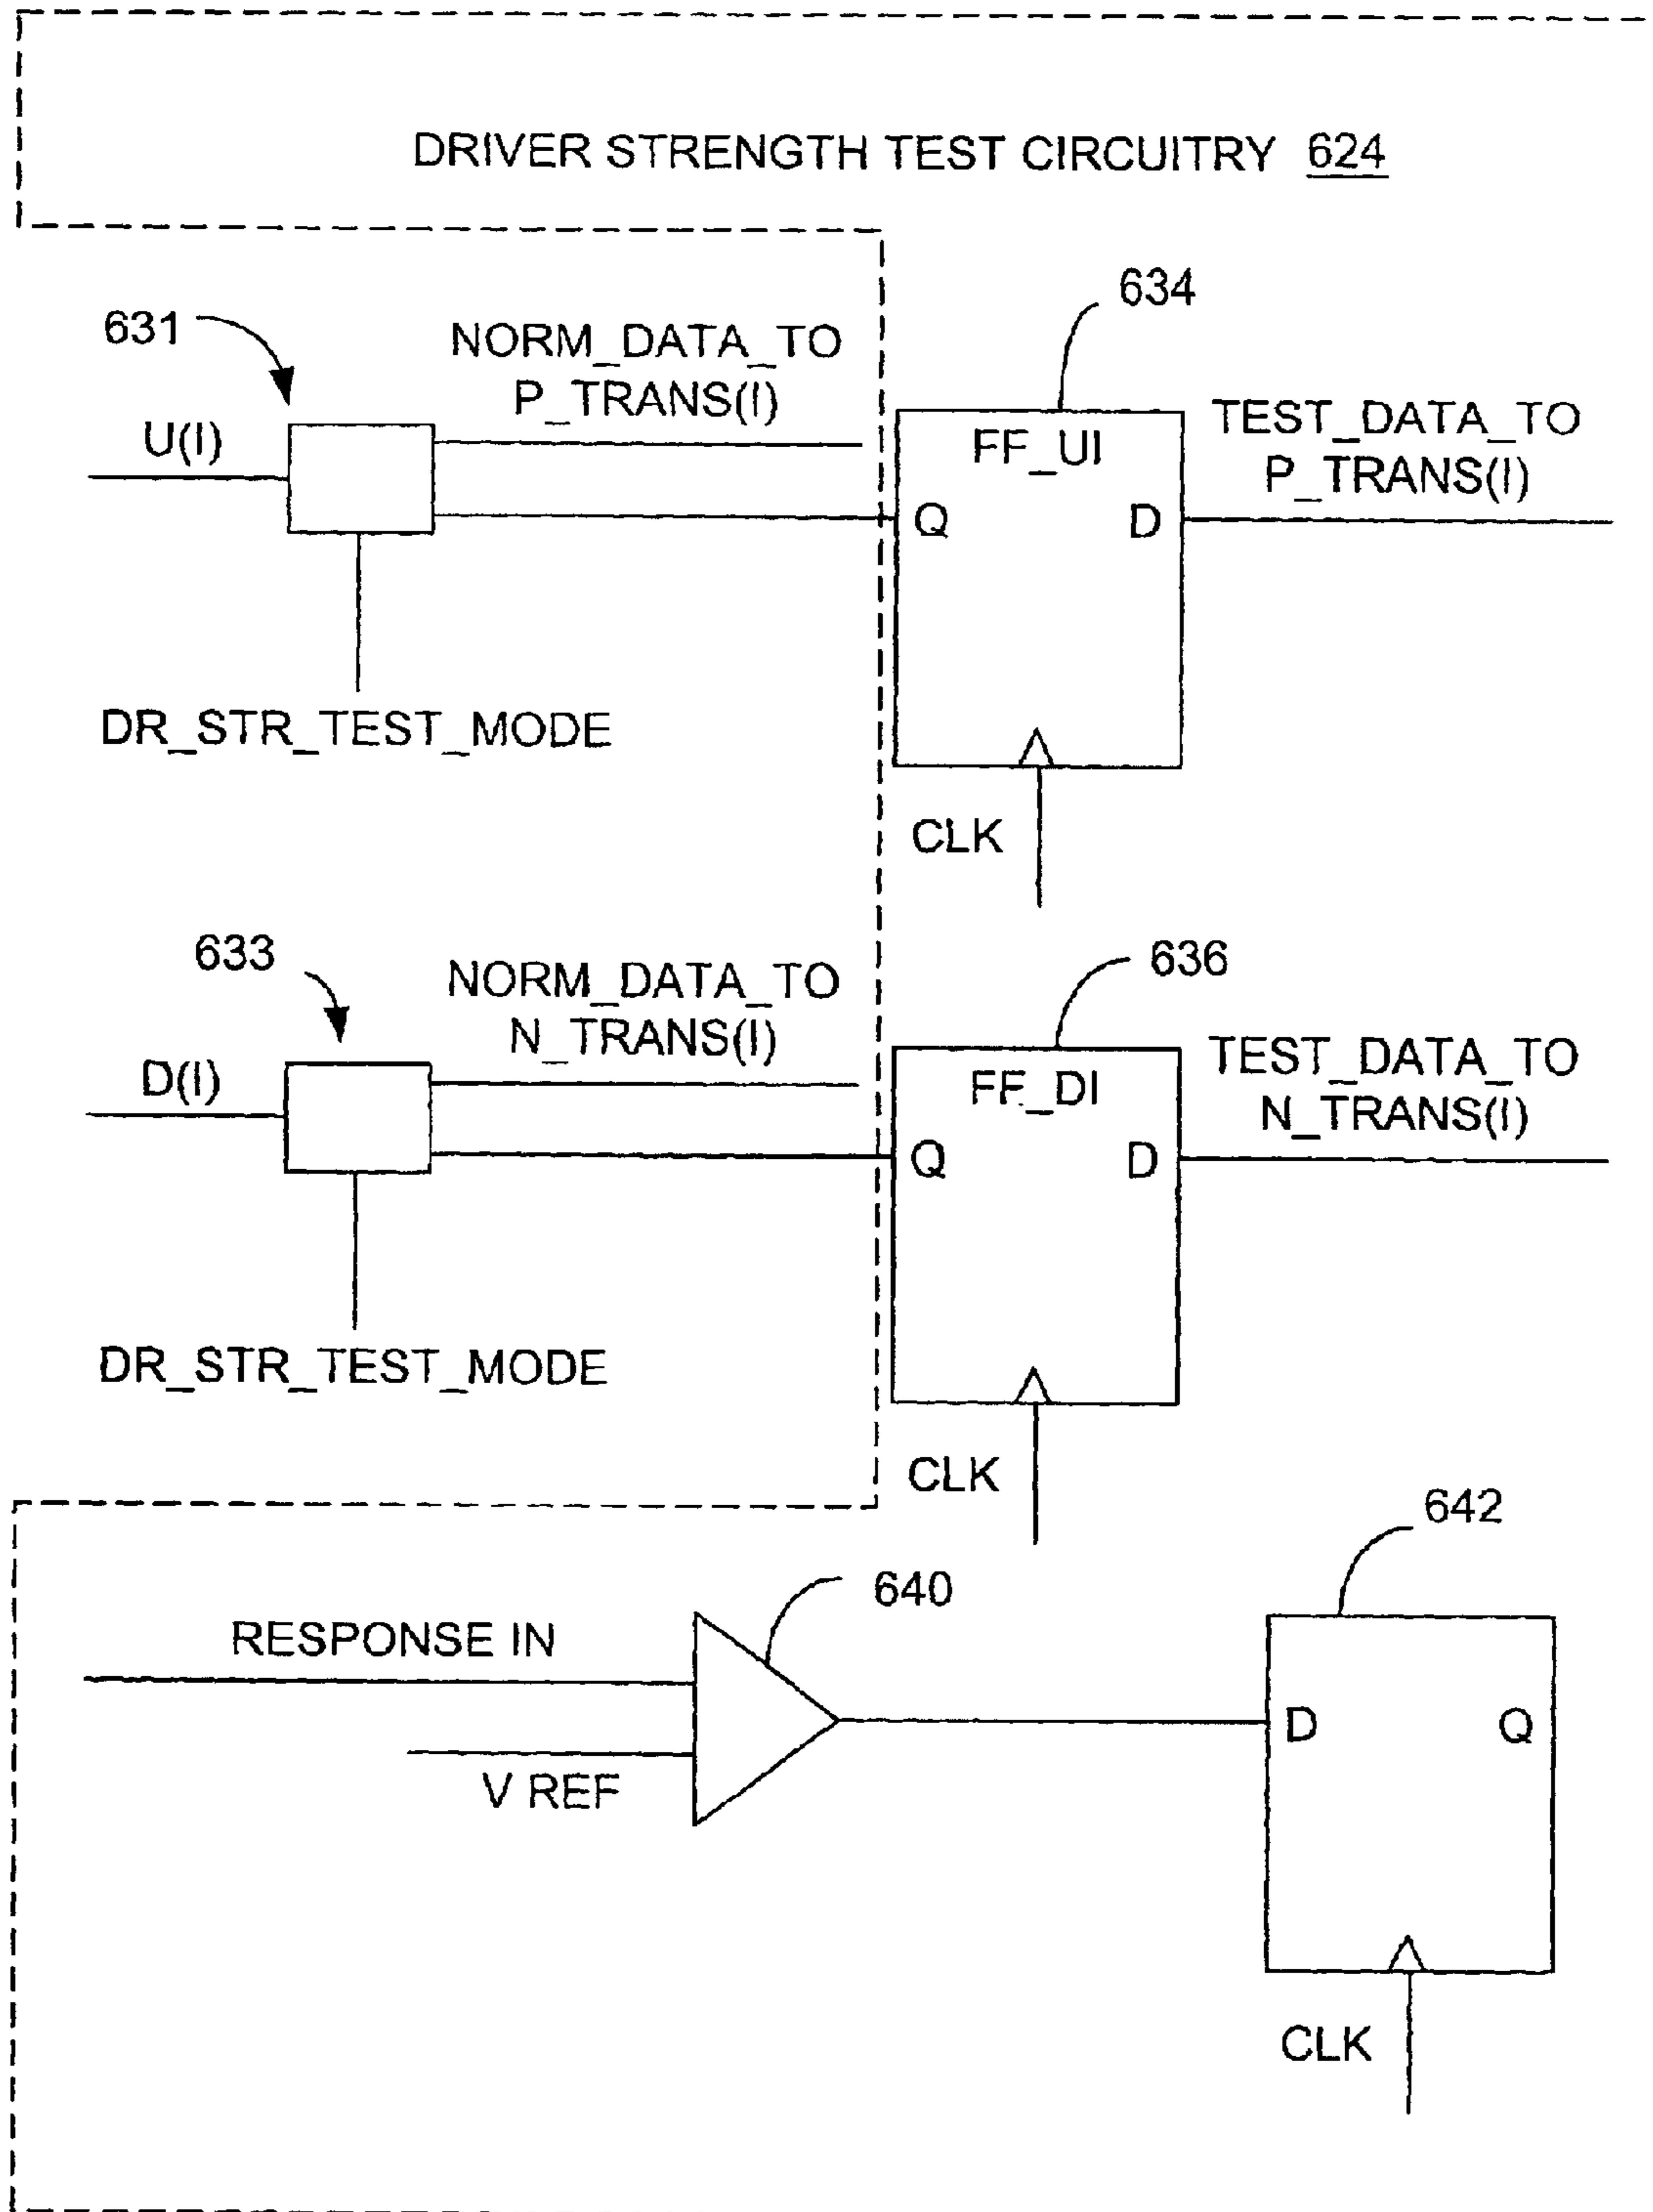 DRIVER STRENGTH TEST CIRCUITRY 624
634
631
NORM_DATA_TO
P_TRANS(I)
U(I)
FF_UI
TEST_DATA_TO
P_TRANS(I)
Q
D
DR_STR_TEST_MODE
CLK
633
636
NORM_DATA_TO
N_TRANS(I)
D(I)
FF_DI
TEST_DATA_TO
N_TRANS(I)
Q
D
DR_STR_TEST_MODE
CLK
642
640
RESPONSE IN
D
Q
V REF
CLK